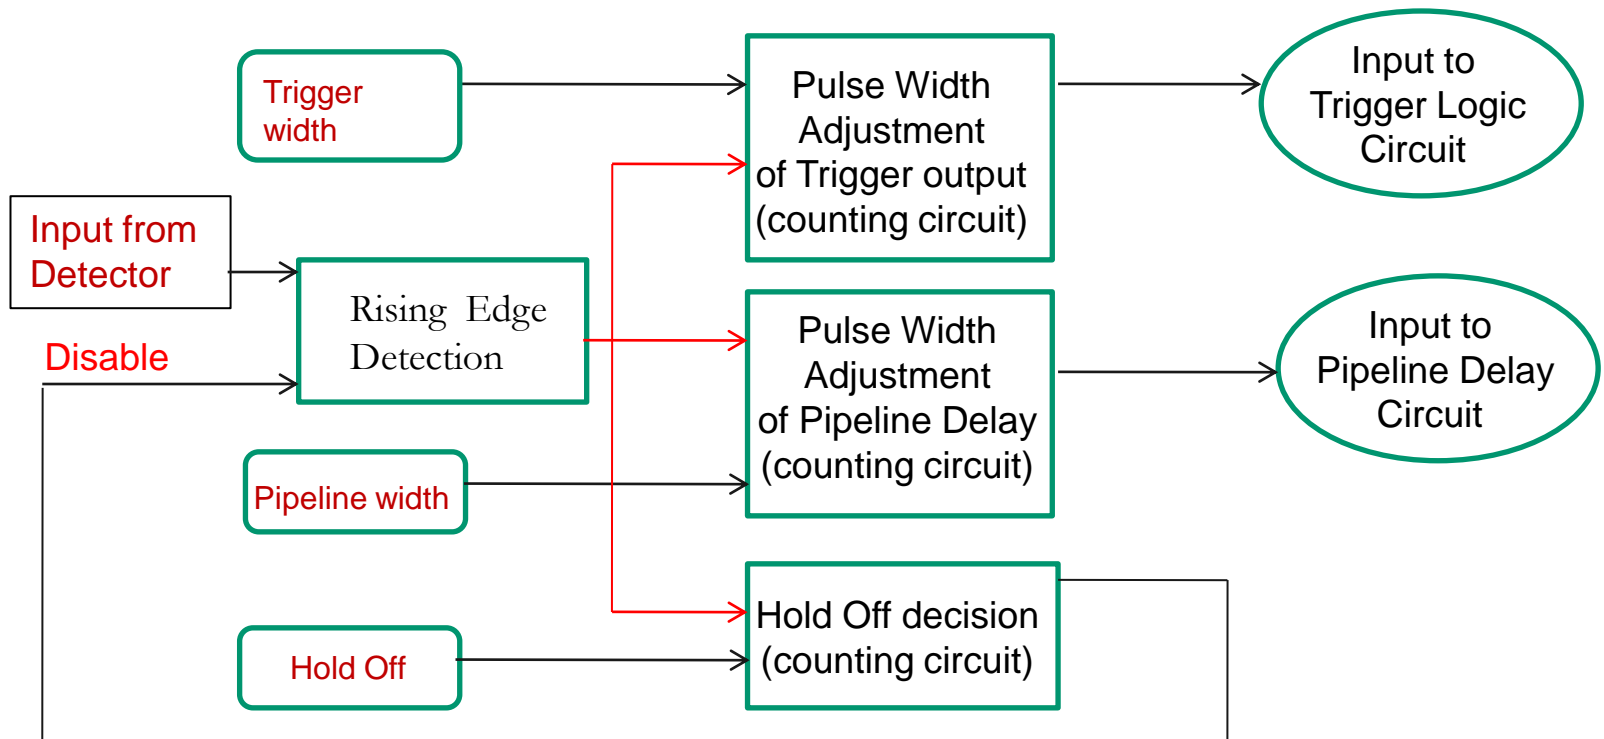 Trigger
width
Pulse Width
Adjustment
of Trigger output
(counting circuit)
Input to
Trigger Logic
Circuit
Input from
Detector
Rising Edge
Detection
Disable
Pulse Width
Adjustment
of Pipeline Delay
(counting circuit)
Input to
Pipeline Delay
Circuit
Pipeline width
Hold Off decision
(counting circuit)
Hold Off